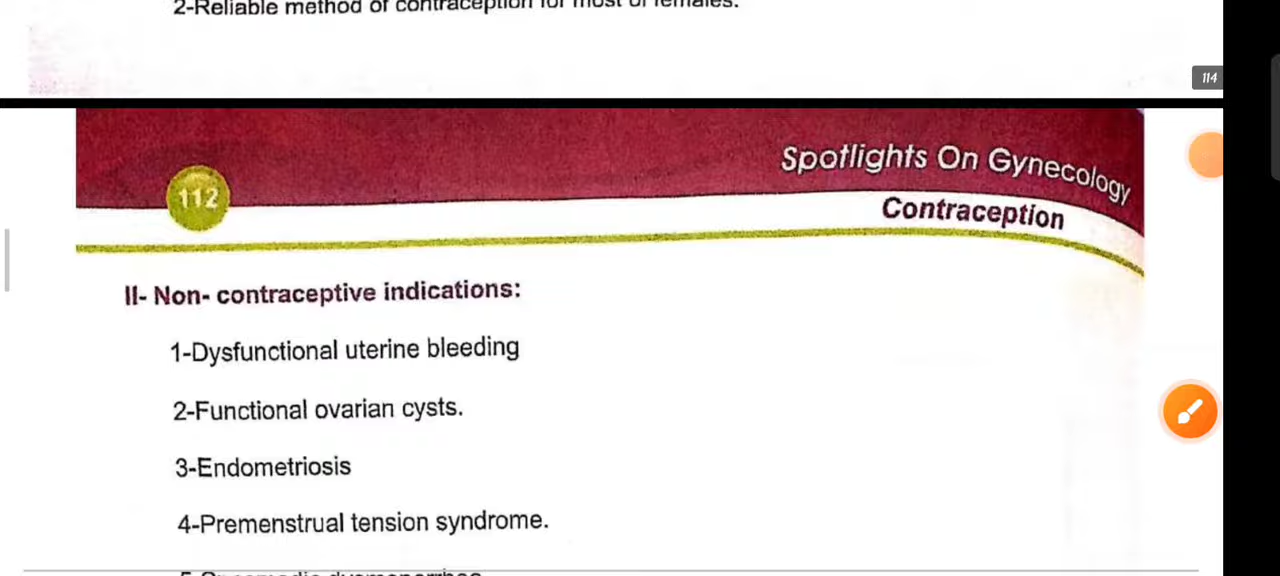 2-Reliable method of contraception for most of females.
114
Spotlights On Gynecology
112
Contraception
II- Non- contraceptive indications:
1-Dysfunctional uterine bleeding
2-Functional ovarian cysts.
3-Endometriosis
4-Premenstrual tension syndrome.